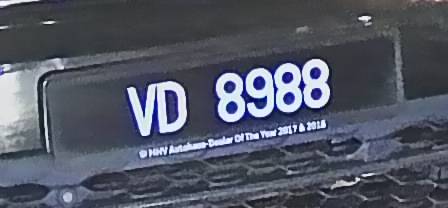 VD 8988
© NHV Autohaus-Dealer Of The Year 2017 & 2018